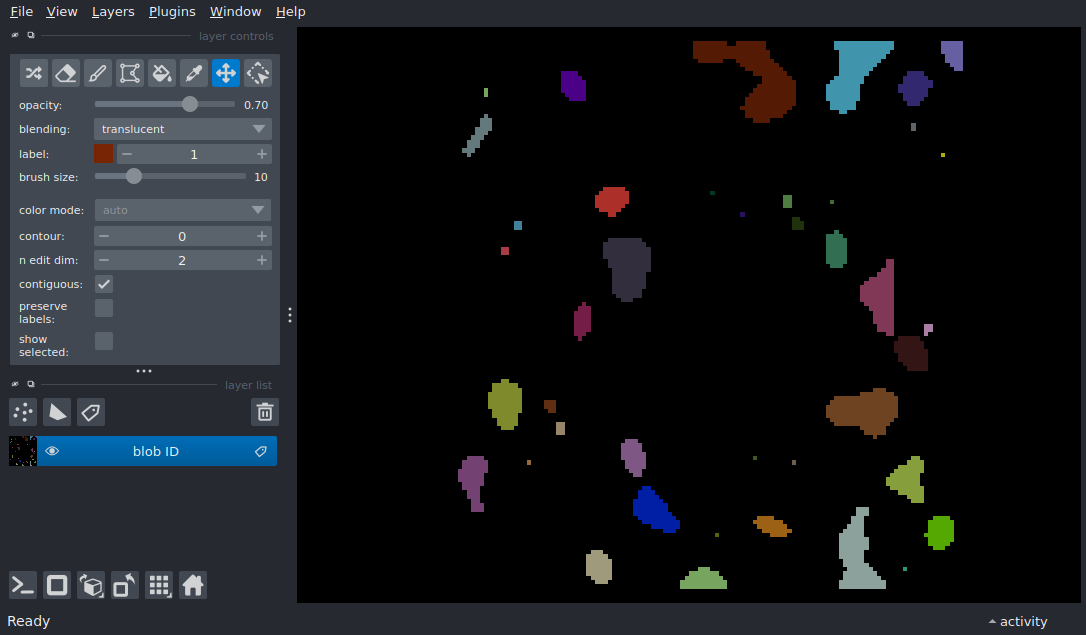 File View Layers Plugins Window Help
layer controls
opacity: 0.70
blending: translucent
label: 1
brush size: 10
color mode: auto
contour: 0
n edit dim: 2
contiguous:
preserve
labels:
show
selected:
layer list
blob ID
Ready
activity